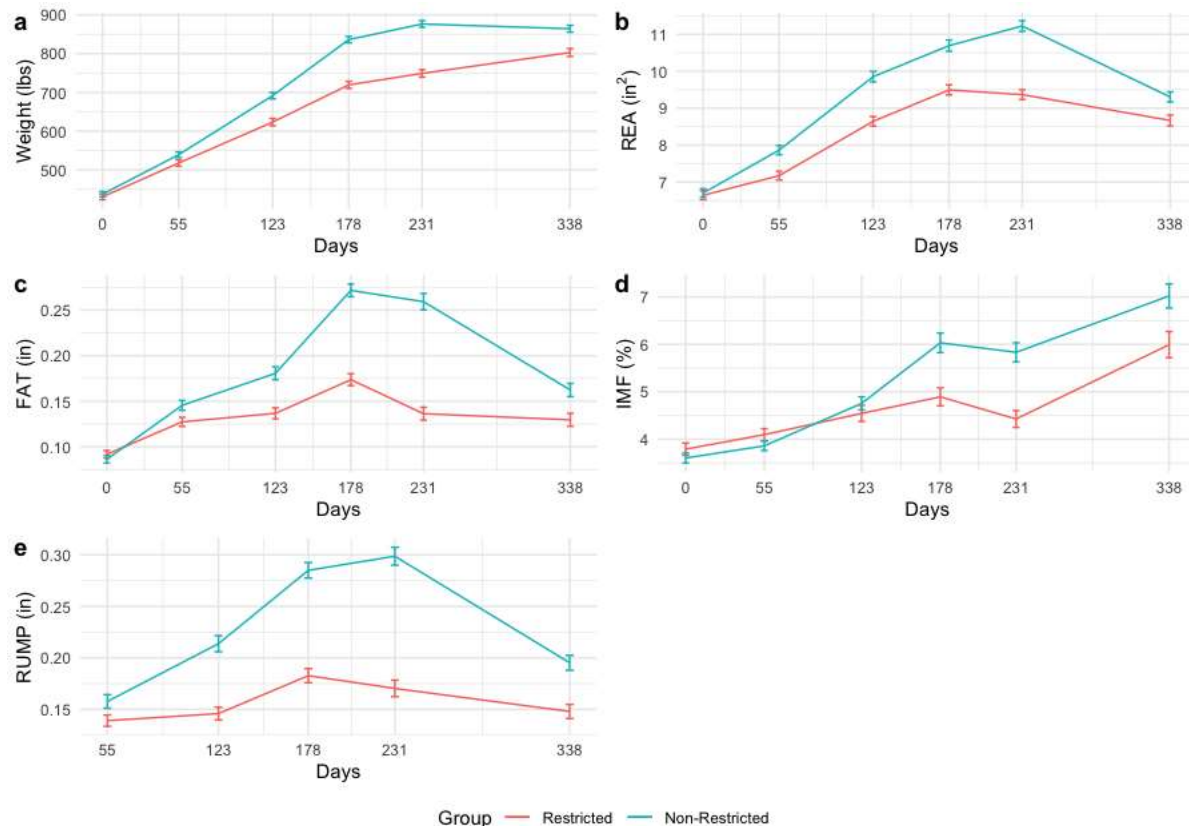 a
Weight (lbs)
900
800
700
600
500
0 55 123 178 231 338
Days
b
REA (in²)
11
10
9
8
7
0 55 123 178 231 338
Days
c
FAT (in)
0.25
0.20
0.15
0.10
0 55 123 178 231 338
Days
d
IMF (%)
7
6
5
4
0 55 123 178 231 338
Days
e
RUMP (in)
0.30
0.25
0.20
0.15
55 123 178 231 338
Days
Group Restricted Non-Restricted